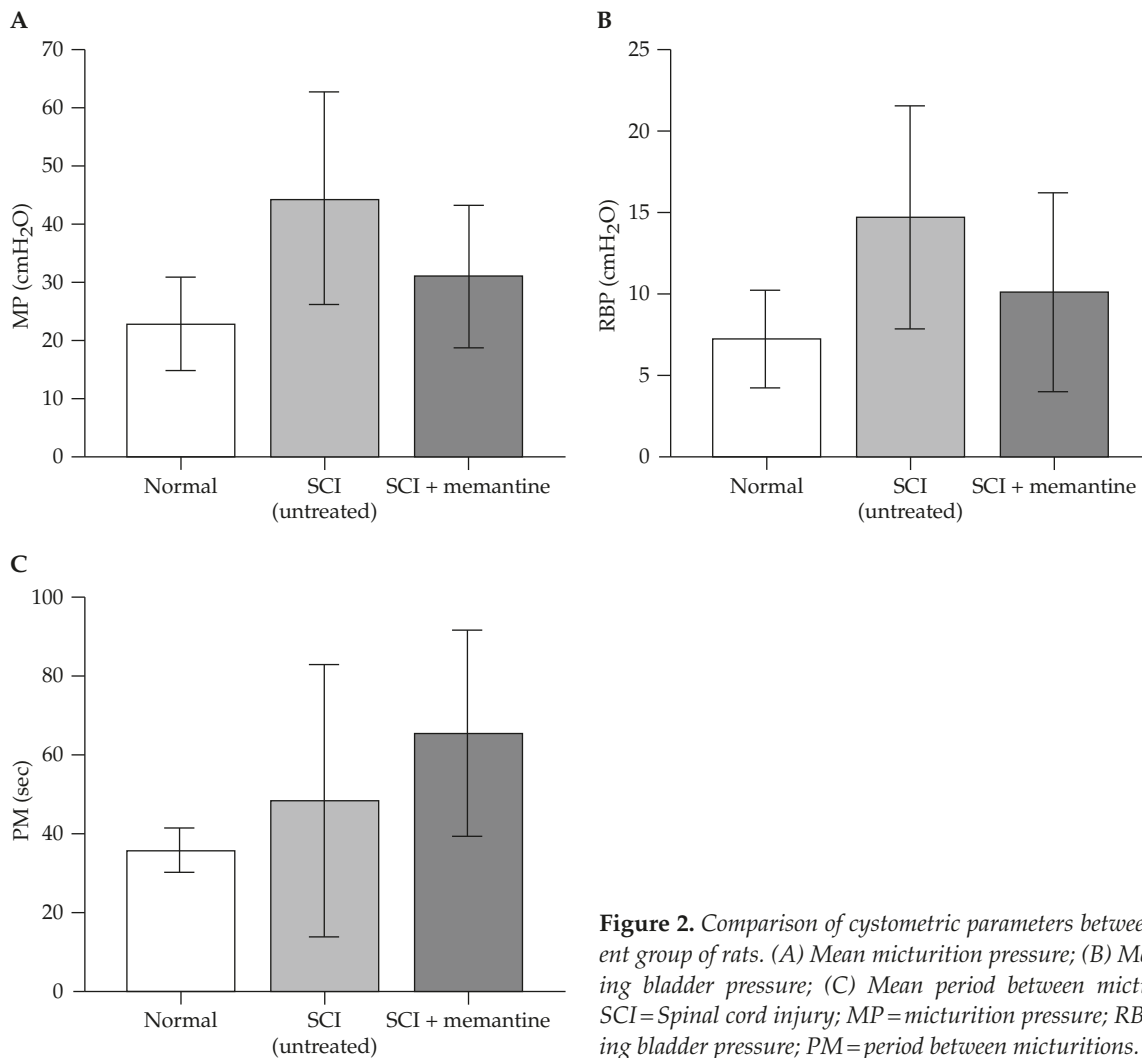 A
70
60
50
40
30
20
10
0
MP (cmH₂O)
Normal
SCI
(untreated)
SCI + memantine
B
25
20
15
10
5
0
RBP (cmH₂O)
Normal
SCI
(untreated)
SCI + memantine
C
100
80
60
40
20
0
PM (sec)
Normal
SCI
(untreated)
SCI + memantine
Figure 2. Comparison of cystometric parameters between
ent group of rats. (A) Mean micturition pressure; (B) Me
ing bladder pressure; (C) Mean period between mict
SCI=Spinal cord injury; MP=micturition pressure; RB
ing bladder pressure; PM=period between micturitions.